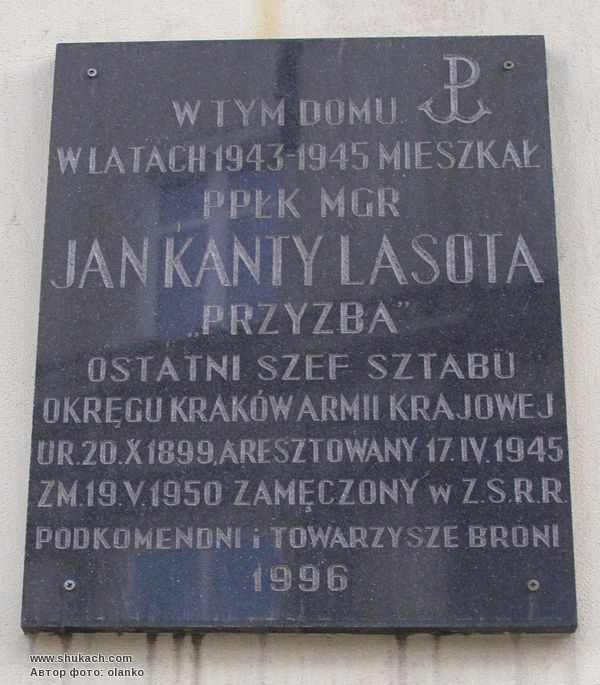 W TYM DOMU
W LATACH 1943-1945 MIESZKAŁ
PPŁK MGR
JAN KANTY LASOTA
„PRZYZBA”
OSTATNI SZEF SZTABU
OKRĘGU KRAKÓW ARMII KRAJOWEJ
UR.20.X1899,ARESZTOWANY 17.IV.1945
ZM.19.V.1950 ZAMĘCZONY w Z.S.R.R.
PODKOMENDNI i TOWARZYSZE BRONI
1996
www.shukach.com
Автор фото: olanko